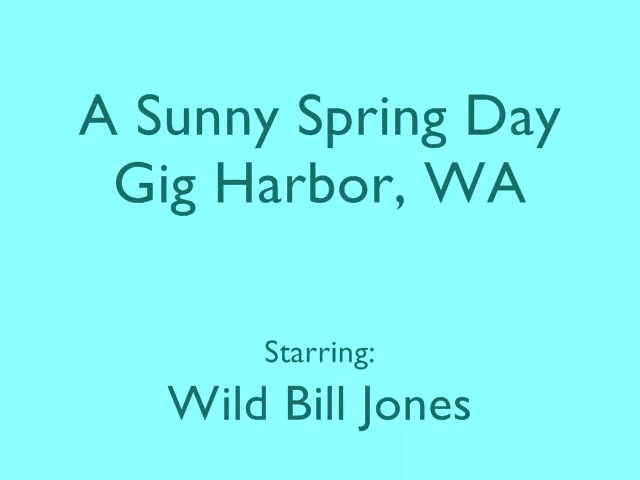 A Sunny Spring Day
Gig Harbor, WA
Starring:
Wild Bill Jones